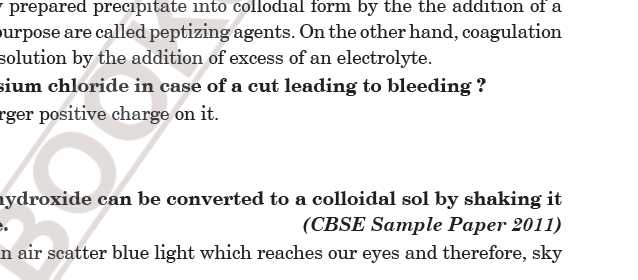 prepared precipitate into collodial form by the the addition of a
purpose are called peptizing agents. On the other hand, coagulation
solution by the addition of excess of an electrolyte.
sium chloride in case of a cut leading to bleeding ?
rger positive charge on it.
hydroxide can be converted to a colloidal sol by shaking it
(CBSE Sample Paper 2011)
n air scatter blue light which reaches our eyes and therefore, sky
BOOK